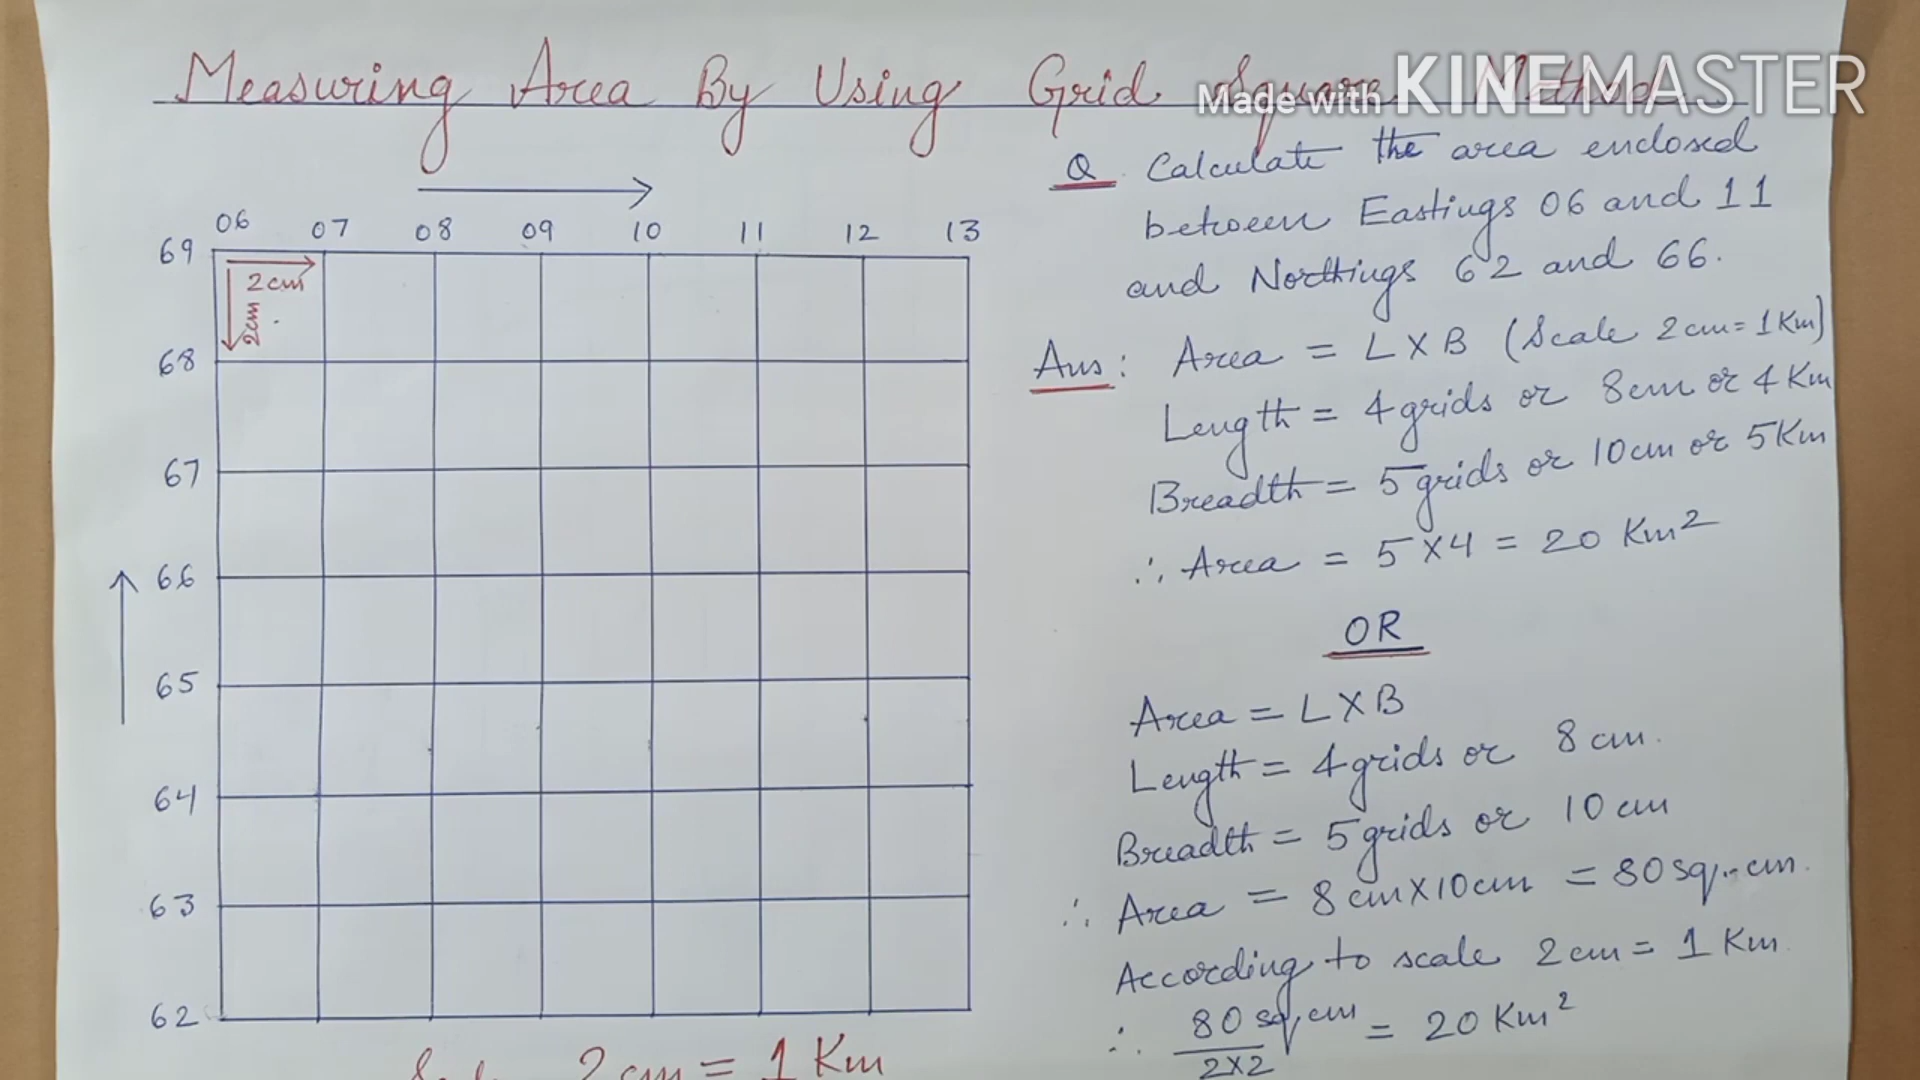 Measuring Area By Using Grid Square Method
Made with KINEMASTER
06 07 08 09 10 11 12 13
69
2cm
2cm
68
67
66
65
64
63
62
2cm = 1 Km
Q. Calculate the area enclosed
between Eastings 06 and 11
and Northings 62 and 66.
Ans: Area = L X B (Scale 2cm = 1Km)
Length = 4 grids or 8cm or 4 Km
Breadth = 5 grids or 10cm or 5Km
∴ Area = 5 X 4 = 20 Km²
OR
Area = L X B
Length = 4 grids or 8 cm.
Breadth = 5 grids or 10 cm
∴ Area = 8 cm X 10 cm = 80 sq. cm.
According to scale 2 cm = 1 Km.
∴ 80 sq. cm / 2X2 = 20 Km²